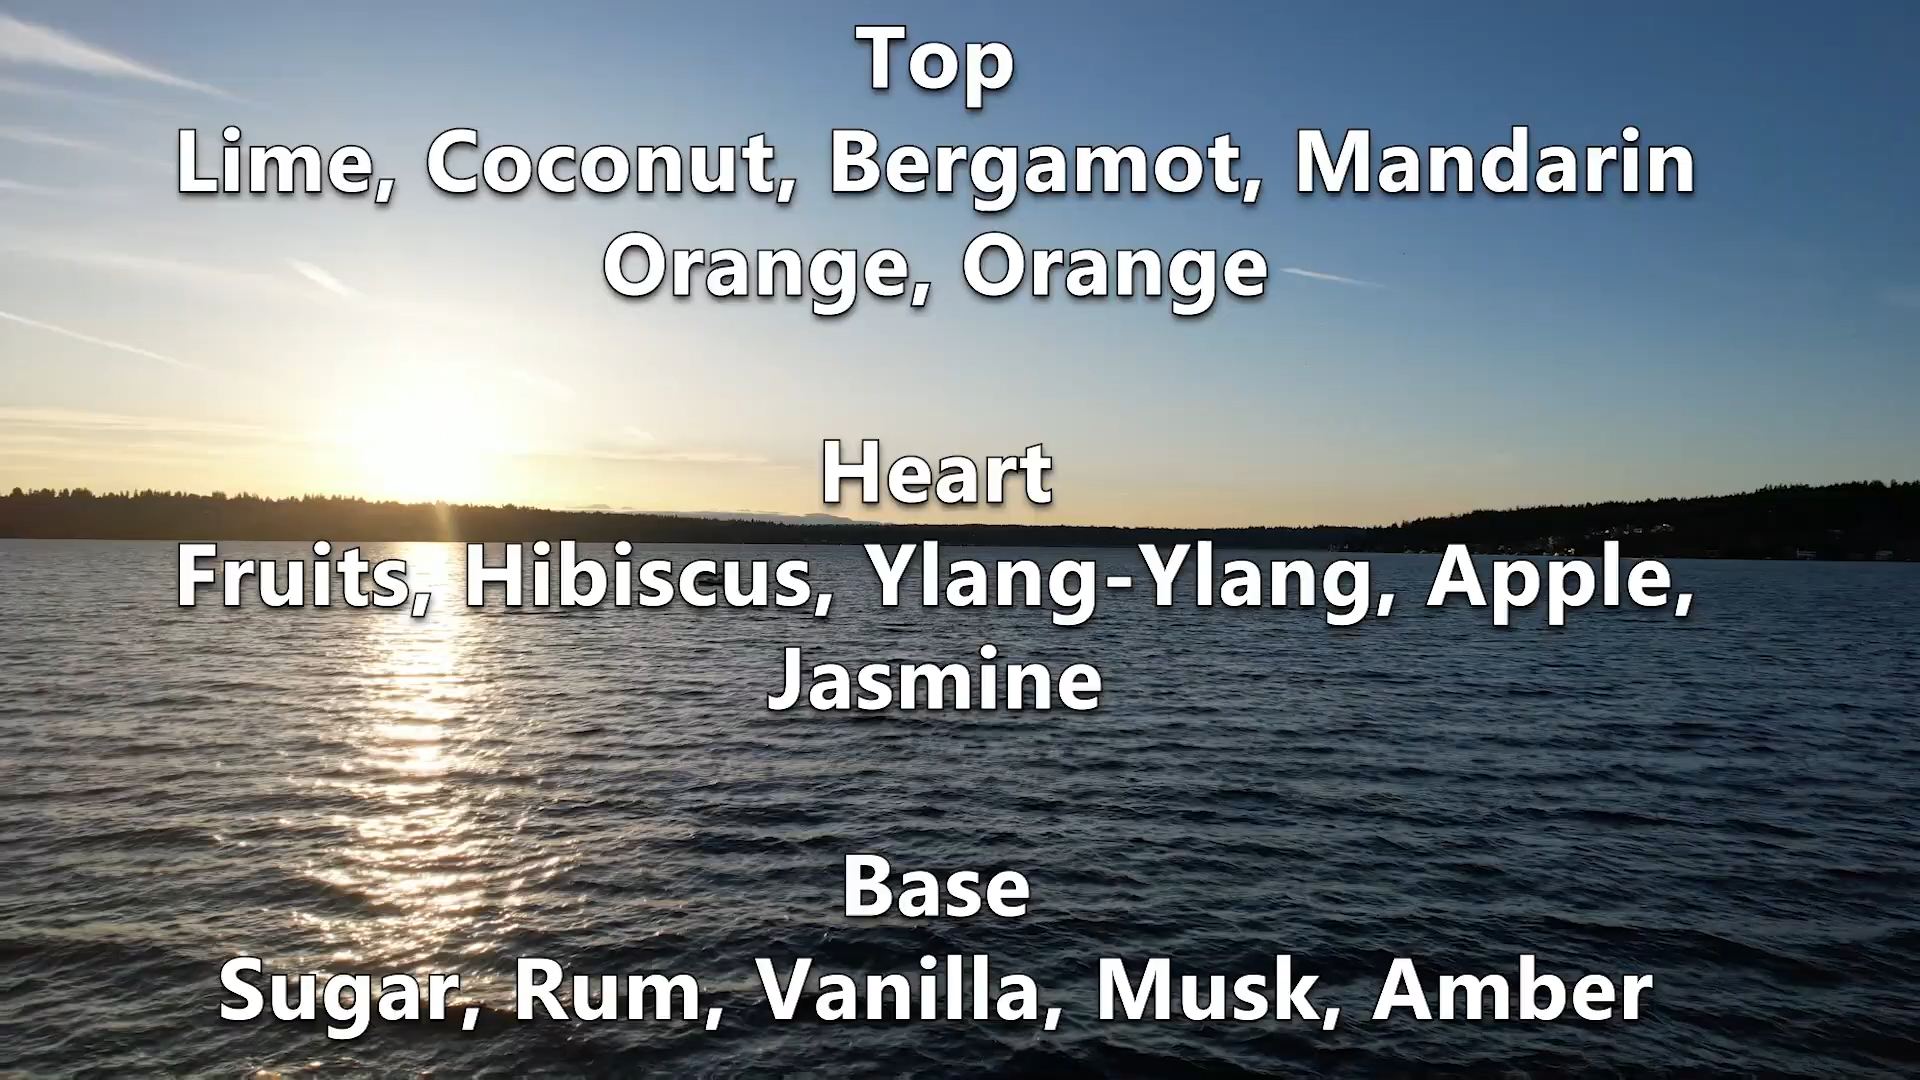 Top
Lime, Coconut, Bergamot, Mandarin
Orange, Orange
Heart
Fruits, Hibiscus, Ylang-Ylang, Apple,
Jasmine
Base
Sugar, Rum, Vanilla, Musk, Amber